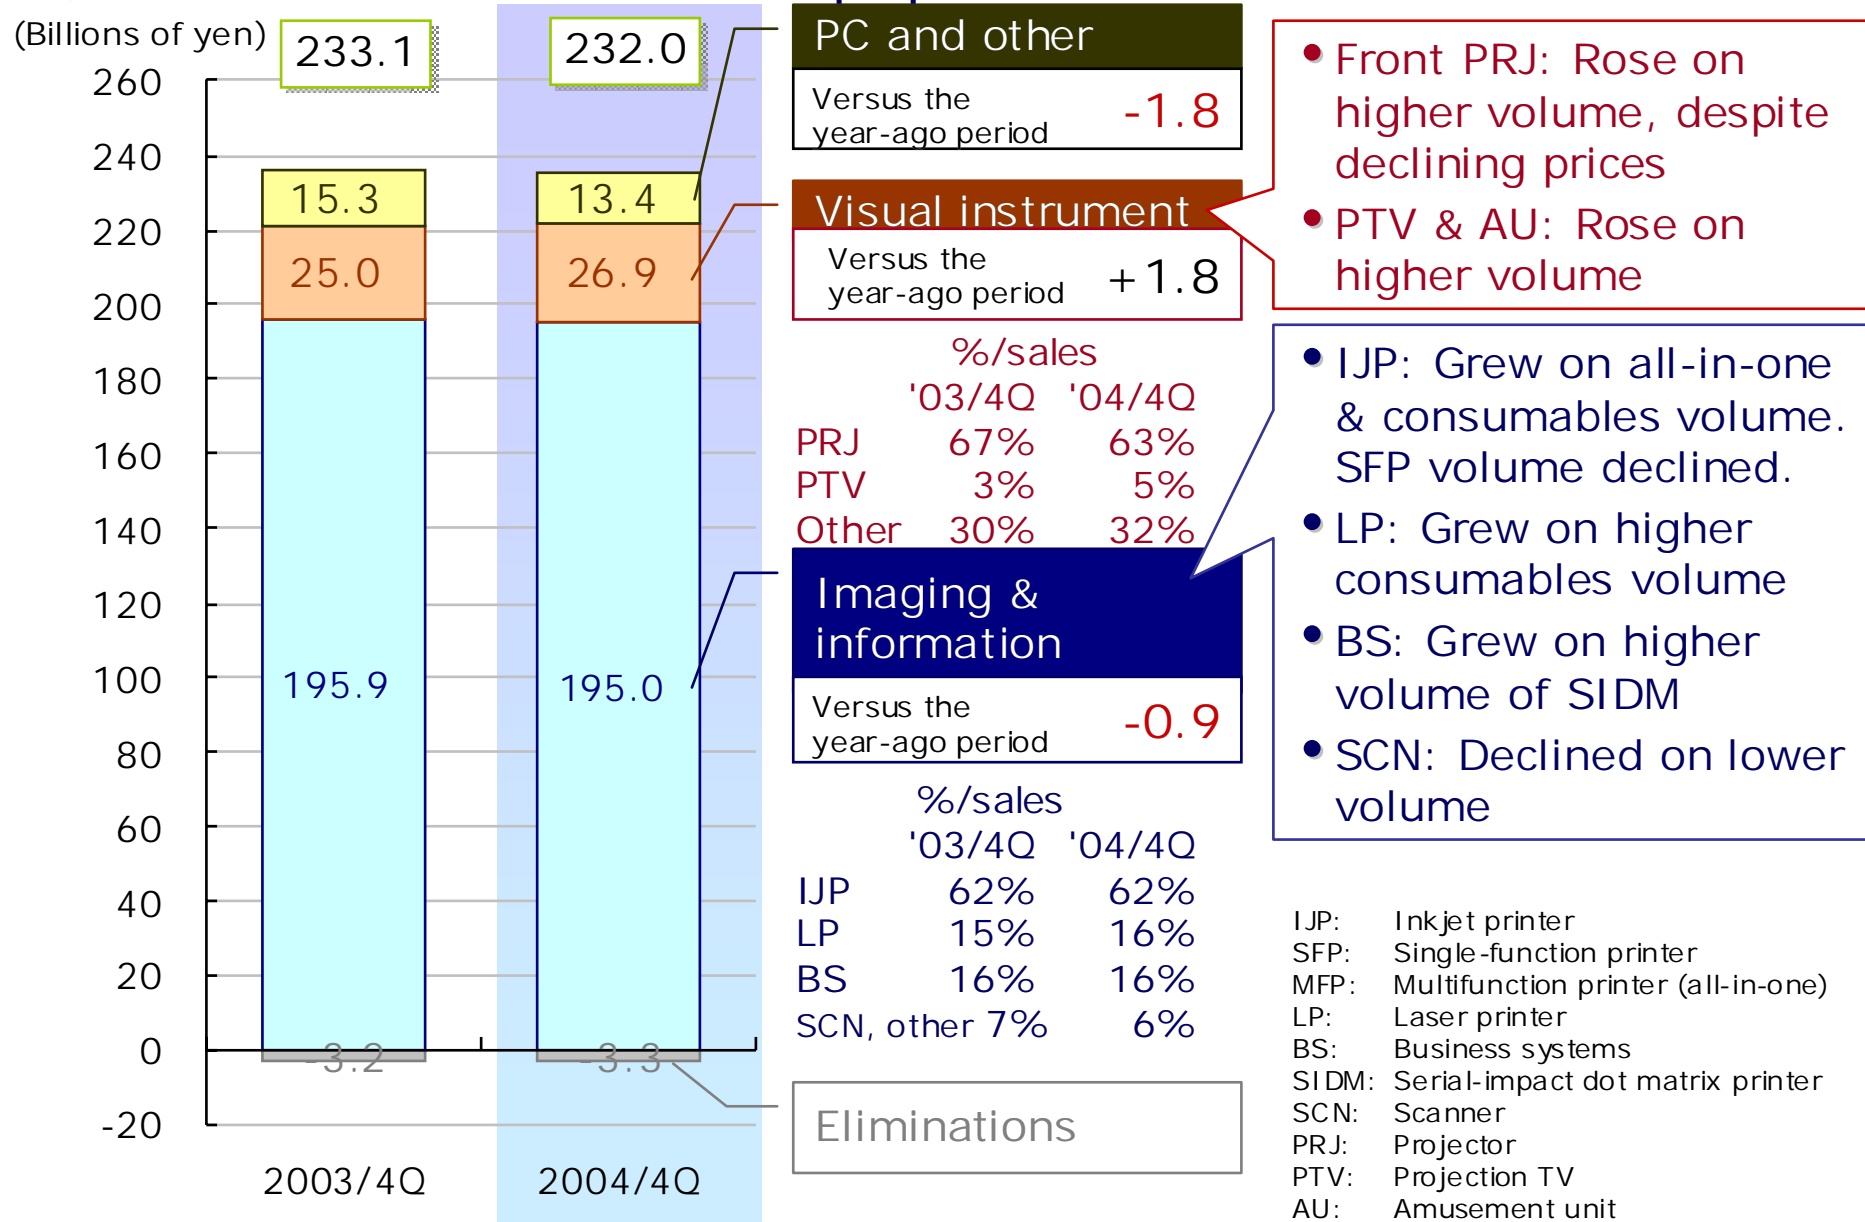 (Billions of yen)
233.1
232.0
260
240
220
200
180
160
140
120
100
80
60
40
20
0
-20
15.3
25.0
195.9
-3.2
13.4
26.9
195.0
-3.3
2003/4Q
2004/4Q
PC and other
Versus the
year-ago period
-1.8
Visual instrument
Versus the
year-ago period
+1.8
%/sales
'03/4Q '04/4Q
PRJ 67% 63%
PTV 3% 5%
Other 30% 32%
Imaging &
information
Versus the
year-ago period
-0.9
%/sales
'03/4Q '04/4Q
IJP 62% 62%
LP 15% 16%
BS 16% 16%
SCN, other 7% 6%
Eliminations
• Front PRJ: Rose on
higher volume, despite
declining prices
• PTV & AU: Rose on
higher volume
• IJP: Grew on all-in-one
& consumables volume.
SFP volume declined.
• LP: Grew on higher
consumables volume
• BS: Grew on higher
volume of SIDM
• SCN: Declined on lower
volume
IJP: Inkjet printer
SFP: Single-function printer
MFP: Multifunction printer (all-in-one)
LP: Laser printer
BS: Business systems
SIDM: Serial-impact dot matrix printer
SCN: Scanner
PRJ: Projector
PTV: Projection TV
AU: Amusement unit